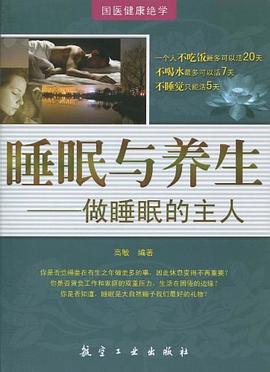 国医健康绝学
一个人不吃饭最多可以活20天
不喝水最多可以活7天
不睡觉只能活5天
睡眠与养生
——做睡眠的主人
高敏 编著
你是否觉得要在有生之年做更多的事，因此休息变得不再重要？
你是否肩负工作和家庭的双重压力，生活在困倦的边缘？
你是否知道，睡眠是大自然赐予我们最好的礼物？
航空工业出版社